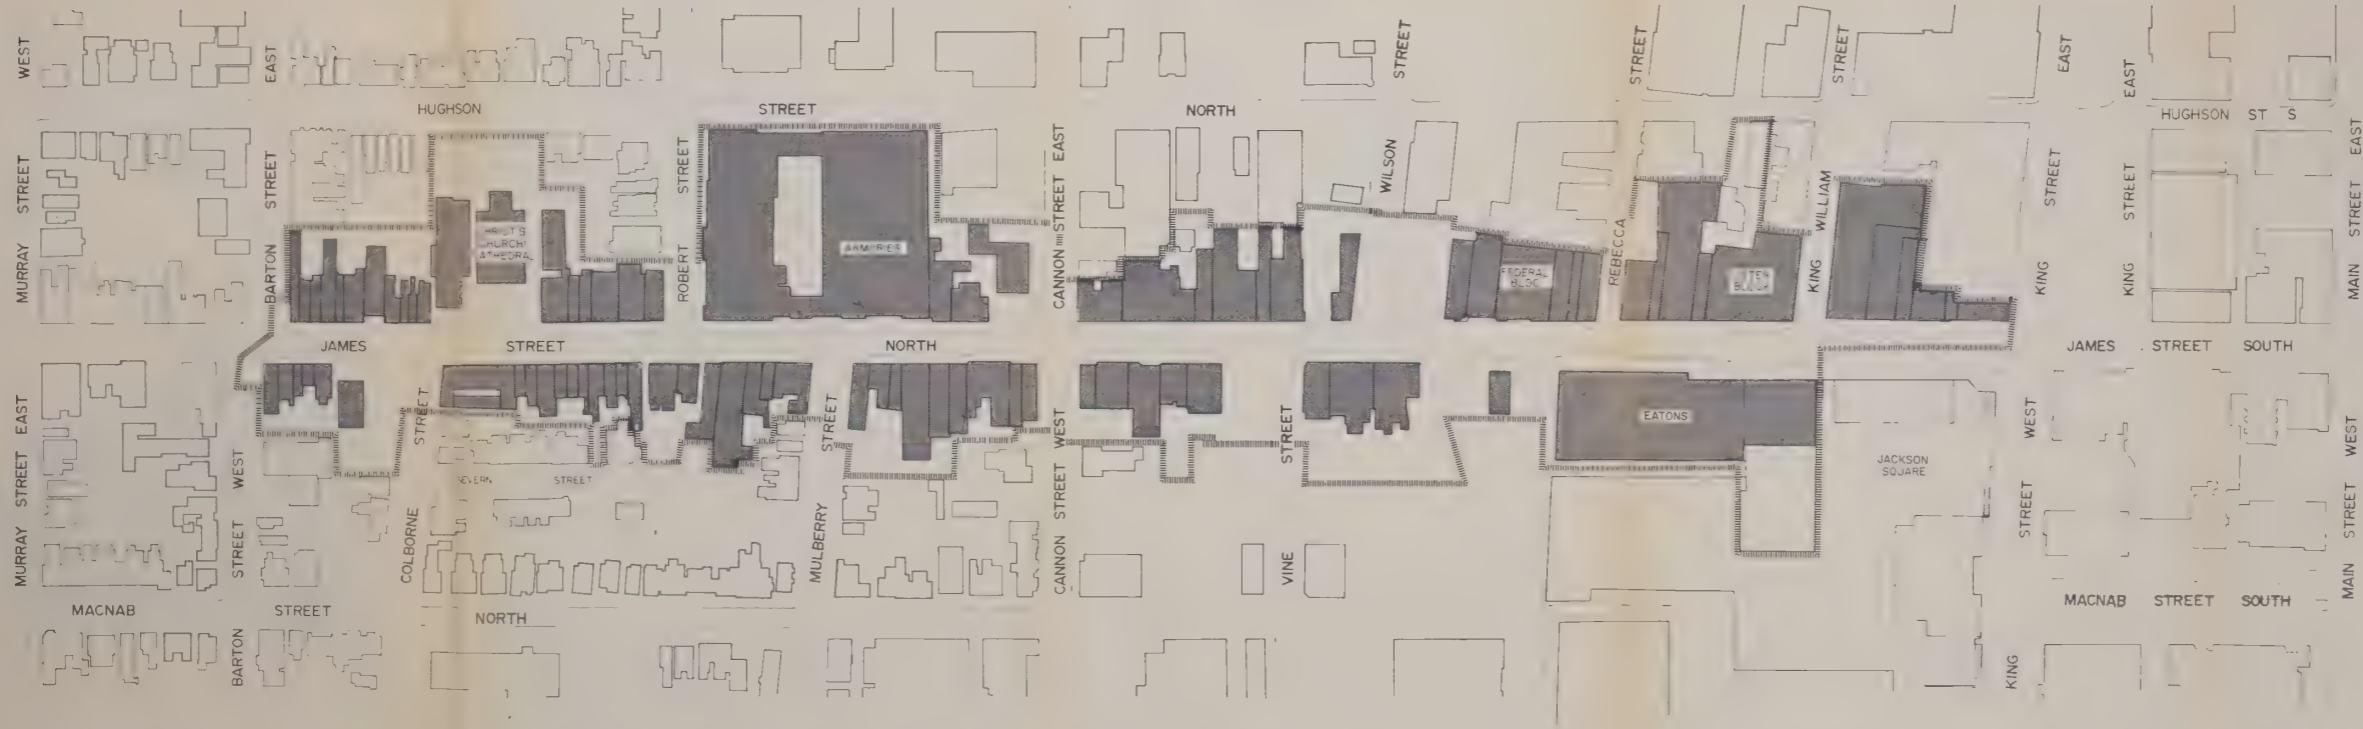 WEST
EAST
HUGHSON STREET NORTH
STREET
STREET
STREET
EAST
EAST
HUGHSON ST S
MURRAY STREET
BARTON STREET
ROBERT STREET
CANNON STREET EAST
WILSON
REBECCA
KING WILLIAM
KING STREET
KING STREET
MAIN STREET EAST
CHRIST'S
CHURCH
CATHEDRAL
ARMORIES
FEDERAL
BLDG
JAMES STREET NORTH
JAMES STREET SOUTH
MURRAY STREET EAST
BARTON STREET WEST
COLBORNE STREET
MULBERRY STREET
CANNON STREET WEST
VINE STREET
EATONS
JACKSON
SQUARE
KING STREET WEST
MAIN STREET WEST
STREET
MACNAB STREET NORTH
MACNAB STREET SOUTH